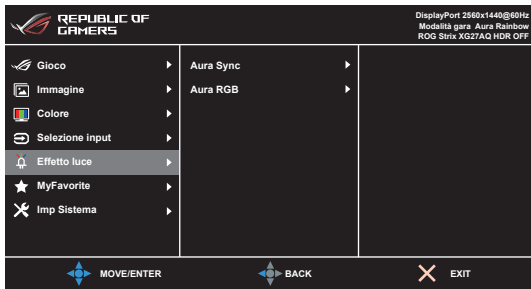 REPUBLIC OF
GAMERS
DisplayPort 2560x1440@60Hz
Modalità gara Aura Rainbow
ROG Strix XG27AQ HDR OFF
Gioco
Immagine
Colore
Selezione input
Effetto luce
MyFavorite
Imp Sistema
Aura Sync
Aura RGB
MOVE/ENTER
BACK
EXIT